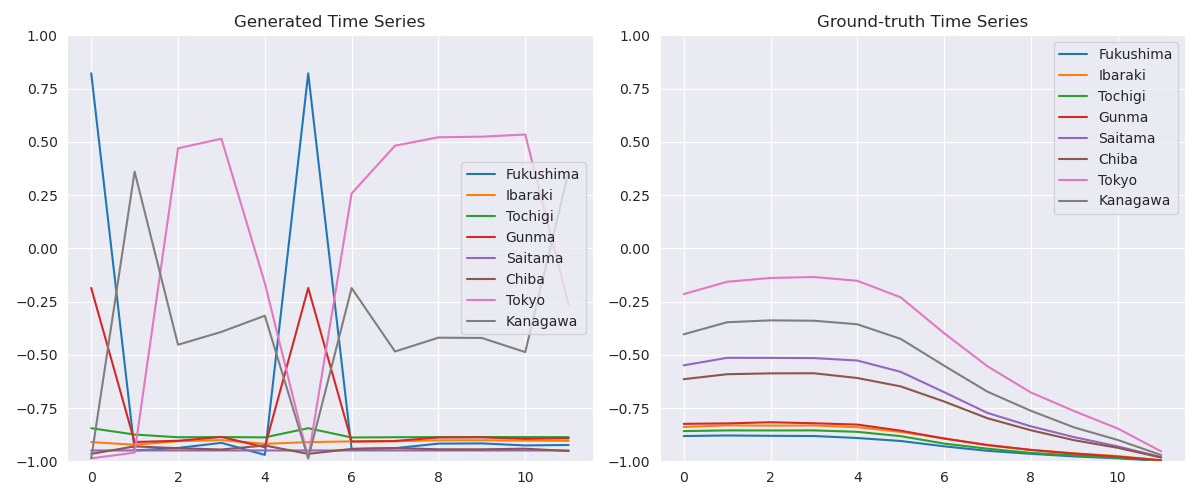 Generated Time Series
1.00
0.75
0.50
0.25
0.00
−0.25
−0.50
−0.75
−1.00
0 2 4 6 8 10
Fukushima
Ibaraki
Tochigi
Gunma
Saitama
Chiba
Tokyo
Kanagawa
Ground-truth Time Series
1.00
0.75
0.50
0.25
0.00
−0.25
−0.50
−0.75
−1.00
0 2 4 6 8 10
Fukushima
Ibaraki
Tochigi
Gunma
Saitama
Chiba
Tokyo
Kanagawa